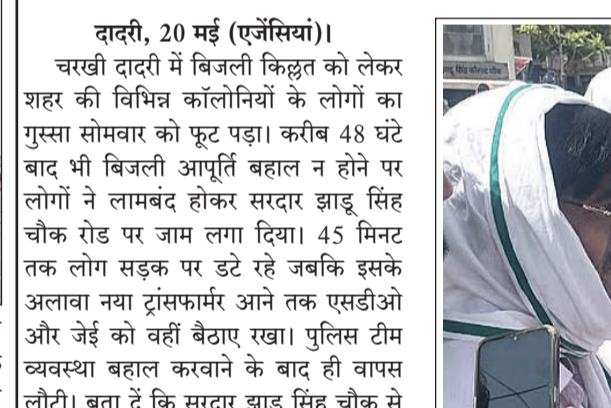 दादरी, 20 मई (एजेंसियां)।
चरखी दादरी में बिजली किल्लत को लेकर
शहर की विभिन्न कॉलोनियों के लोगों का
गुस्सा सोमवार को फूट पड़ा। करीब 48 घंटे
बाद भी बिजली आपूर्ति बहाल न होने पर
लोगों ने लामबंद होकर सरदार झाडू सिंह
चौक रोड पर जाम लगा दिया। 45 मिनट
तक लोग सड़क पर डटे रहे जबकि इसके
अलावा नया ट्रांसफार्मर आने तक एसडीओ
और जेई को वहीं बैठाए रखा। पुलिस टीम
व्यवस्था बहाल करवाने के बाद ही वापस
लौटी। बता दें कि सरदार झाडू सिंह चौक से